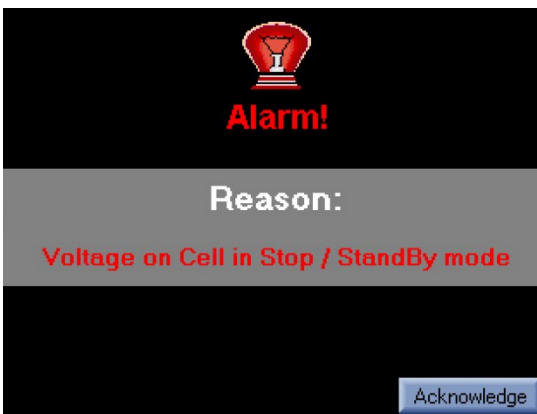 Alarm!
Reason:
Voltage on Cell in Stop / StandBy mode
Acknowledge